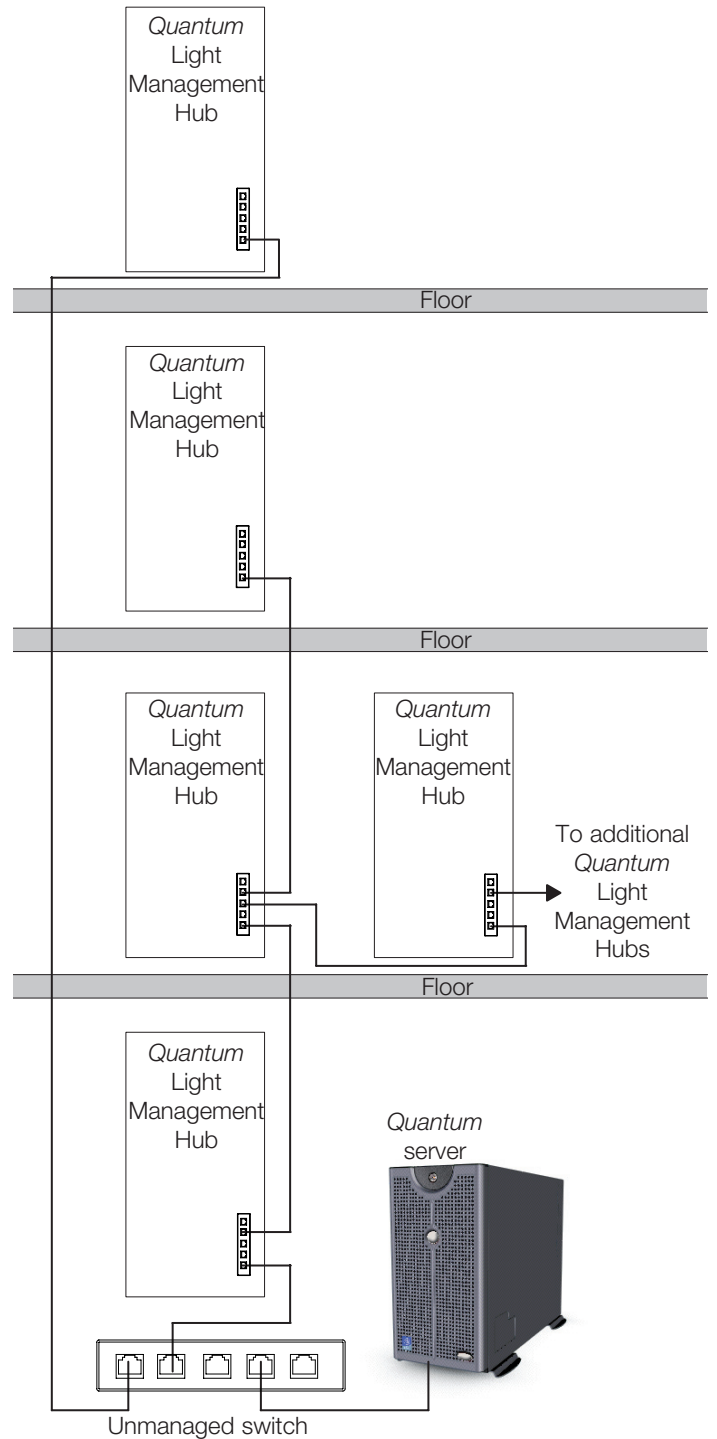 Quantum
Light
Management
Hub
Floor
Quantum
Light
Management
Hub
Floor
Quantum
Light
Management
Hub
Quantum
Light
Management
Hub
To additional
Quantum
Light
Management
Hubs
Floor
Quantum
Light
Management
Hub
Quantum
server
Unmanaged switch